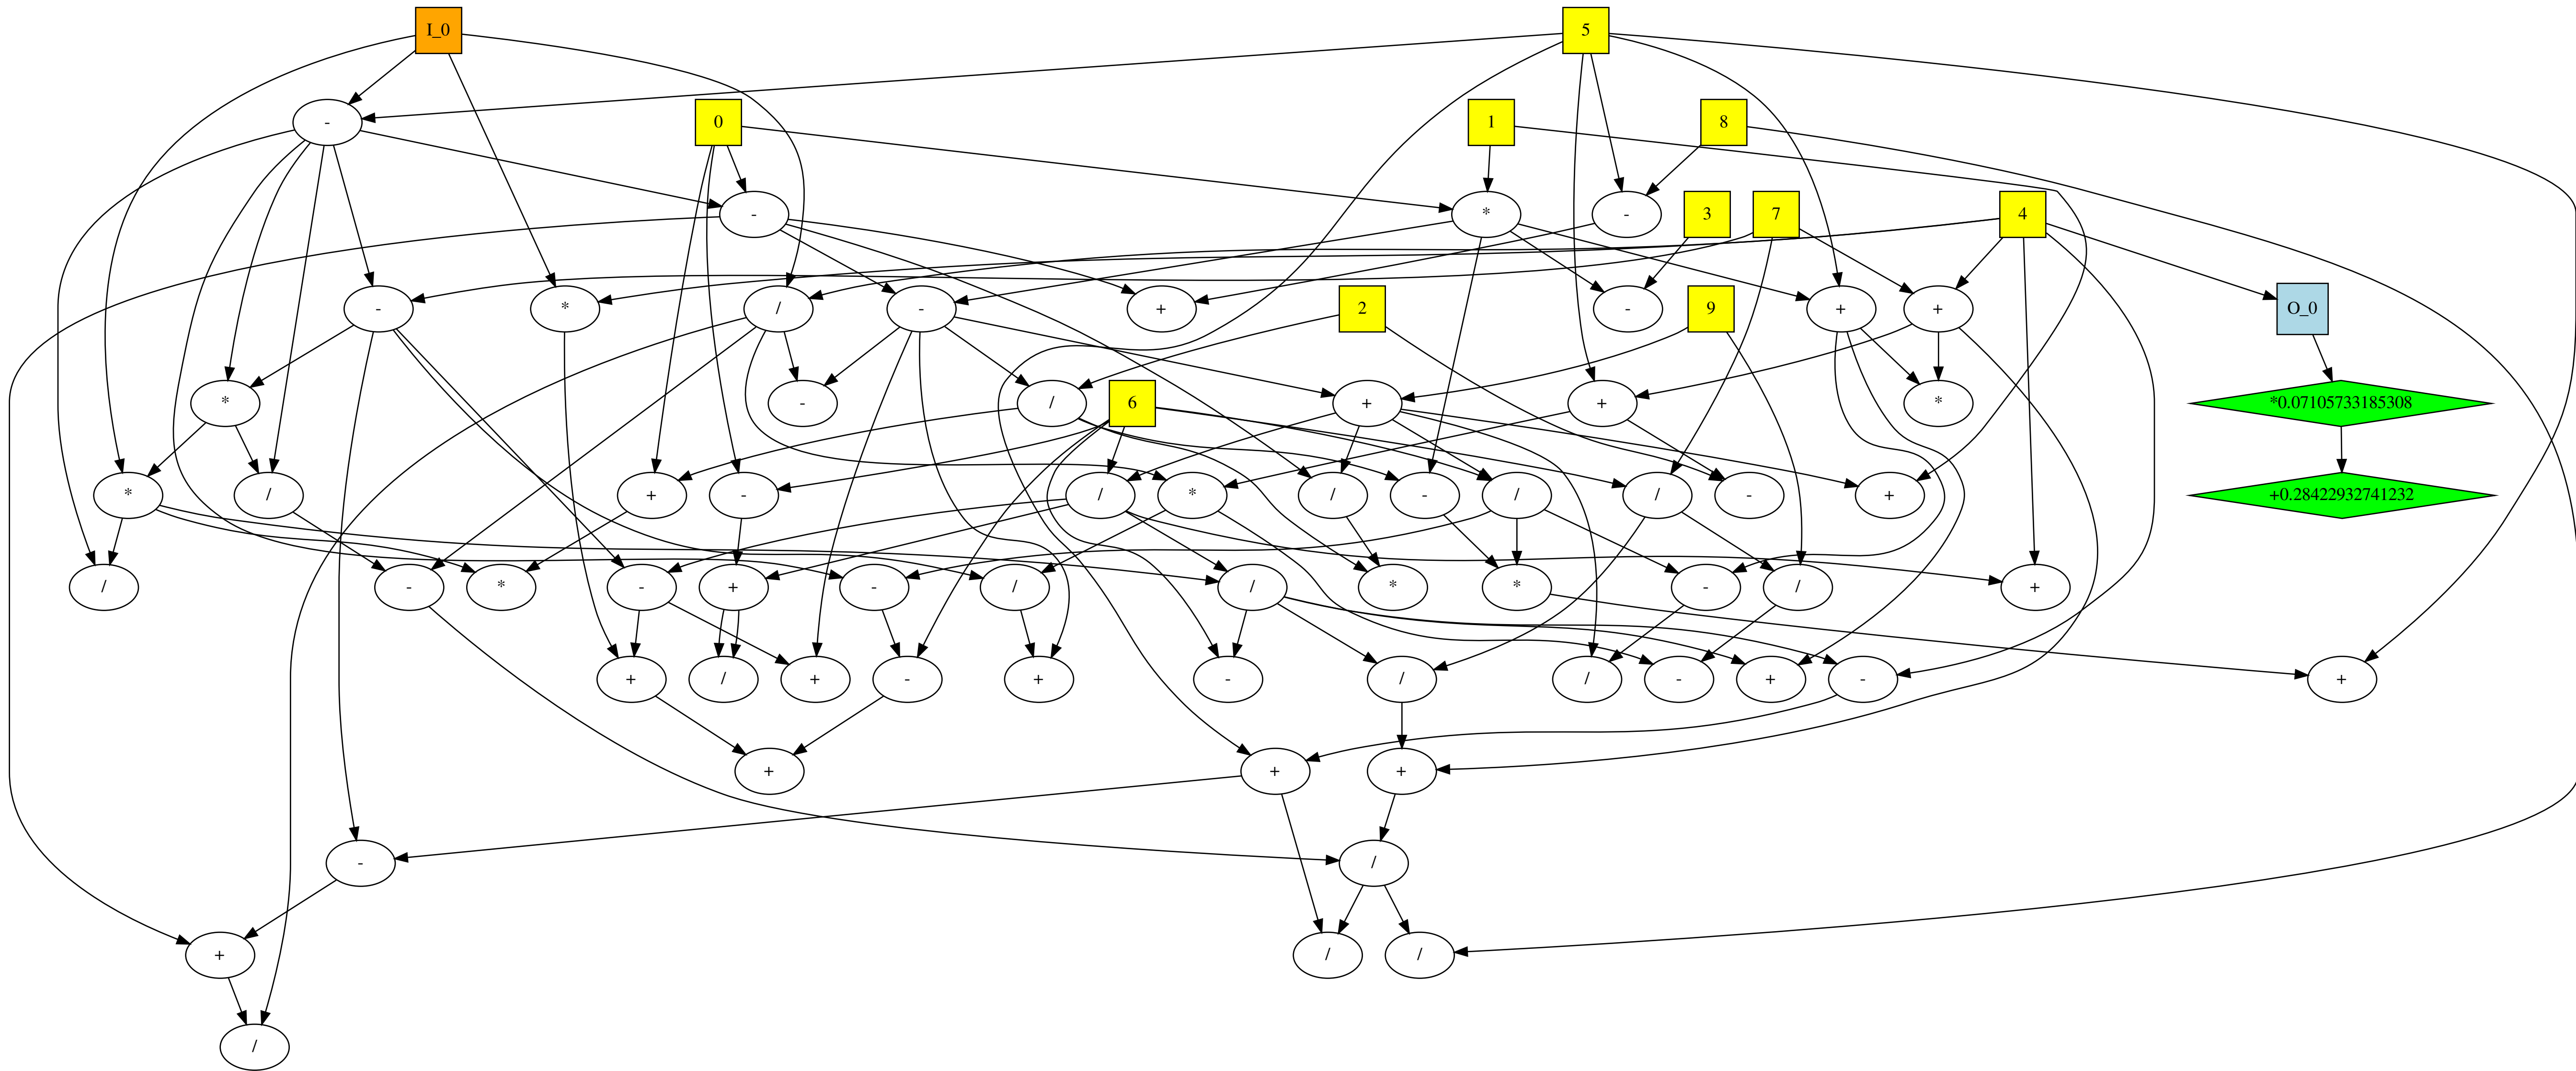 I_0 5
- 0 1 8
- * - 3 7 4
- * / - + 2 - 9 + + O_0
* - / 6 + + * *0.07105733185308
* / + - / * / - / / - + +0.28422932741232
/ - * - + - / / * * - / +
+ / + - + - / / - + - +
+ + +
- /
+ / /
/